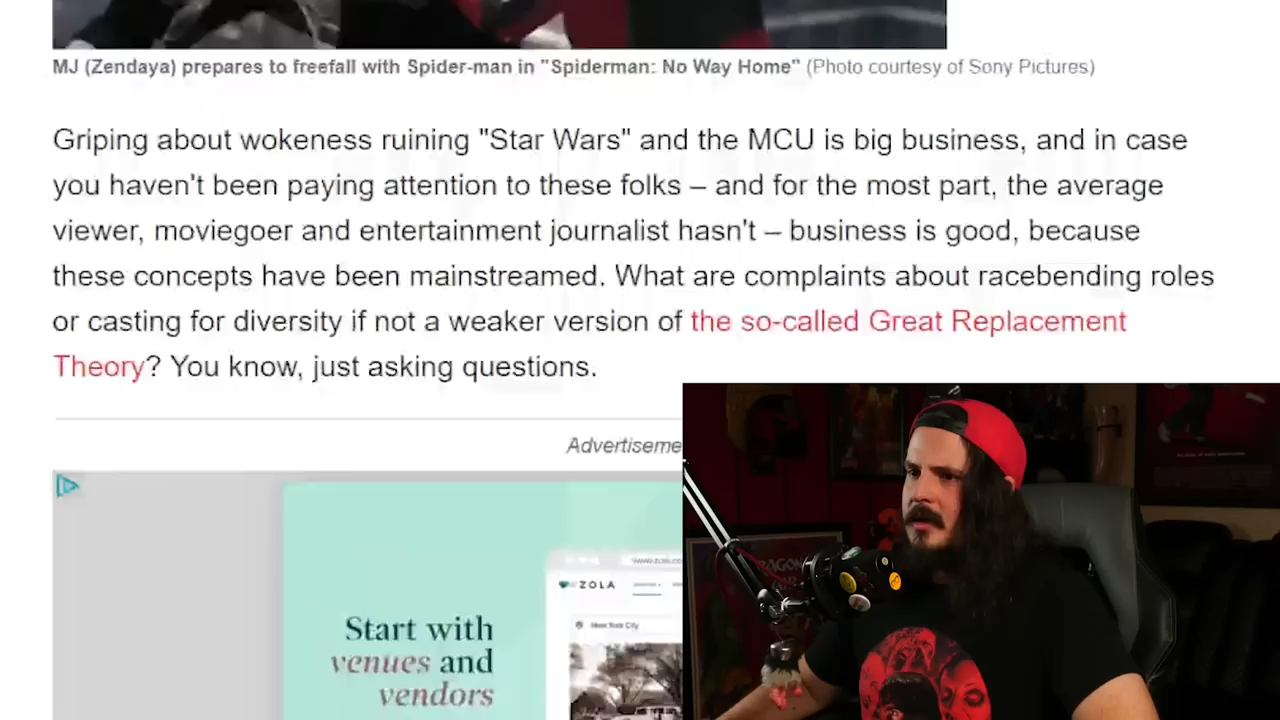 MJ (Zendaya) prepares to freefall with Spider-man in "Spiderman: No Way Home" (Photo courtesy of Sony Pictures)
Griping about wokeness ruining "Star Wars" and the MCU is big business, and in case
you haven't been paying attention to these folks – and for the most part, the average
viewer, moviegoer and entertainment journalist hasn't – business is good, because
these concepts have been mainstreamed. What are complaints about racebending roles
or casting for diversity if not a weaker version of the so-called Great Replacement
Theory? You know, just asking questions.
Advertiseme
ZOLA
New York City
Start with
venues and
vendors